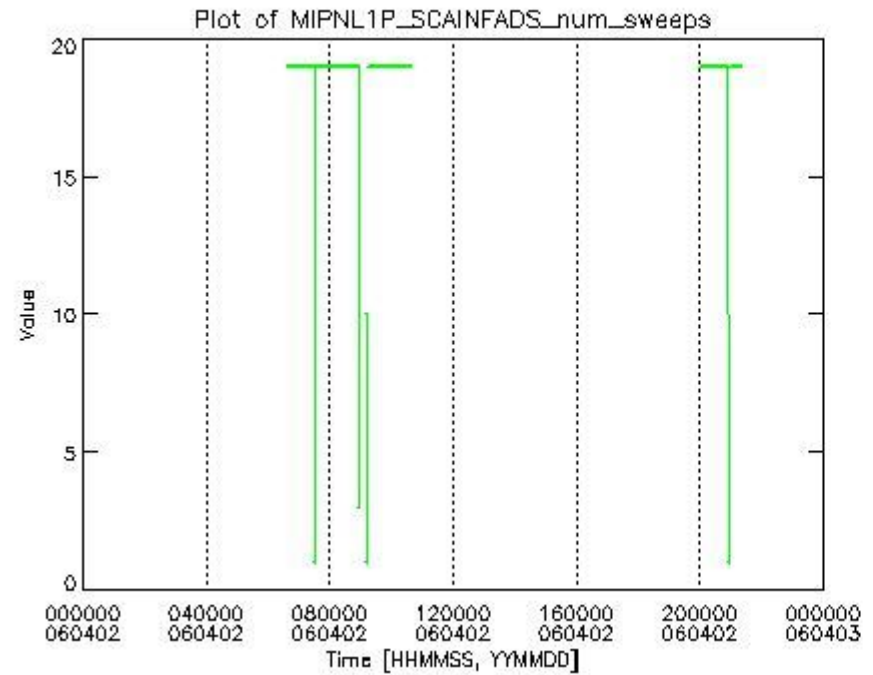 Plot of MIPNL1P_SCAINFADS_num_sweeps
20
15
10
5
0
Value
000000 040000 080000 120000 160000 200000 000000
060402 060402 060402 060402 060402 060402 060403
Time [HHMMSS, YYMMDD]